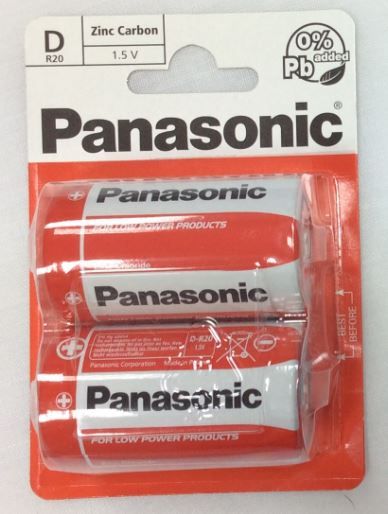 D
R20
Zinc Carbon
1.5 V
0%
added
Pb
Panasonic®
Panasonic
FOR LOW POWER PRODUCTS
Panasonic
BEST
BEFORE
D-R20
1.5V
Panasonic Corporation
Panasonic
FOR LOW POWER PRODUCTS